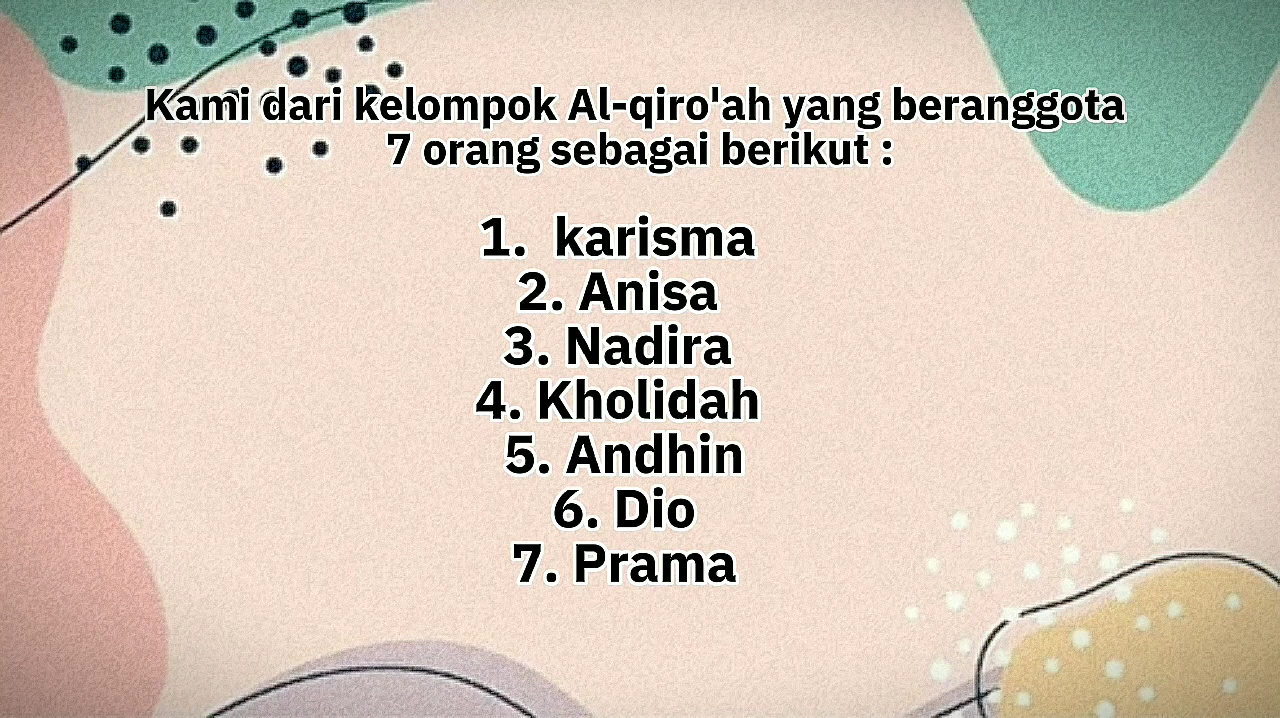 Kami dari kelompok Al-qiro'ah yang beranggota
7 orang sebagai berikut :
1. karisma
2. Anisa
3. Nadira
4. Kholidah
5. Andhin
6. Dio
7. Prama